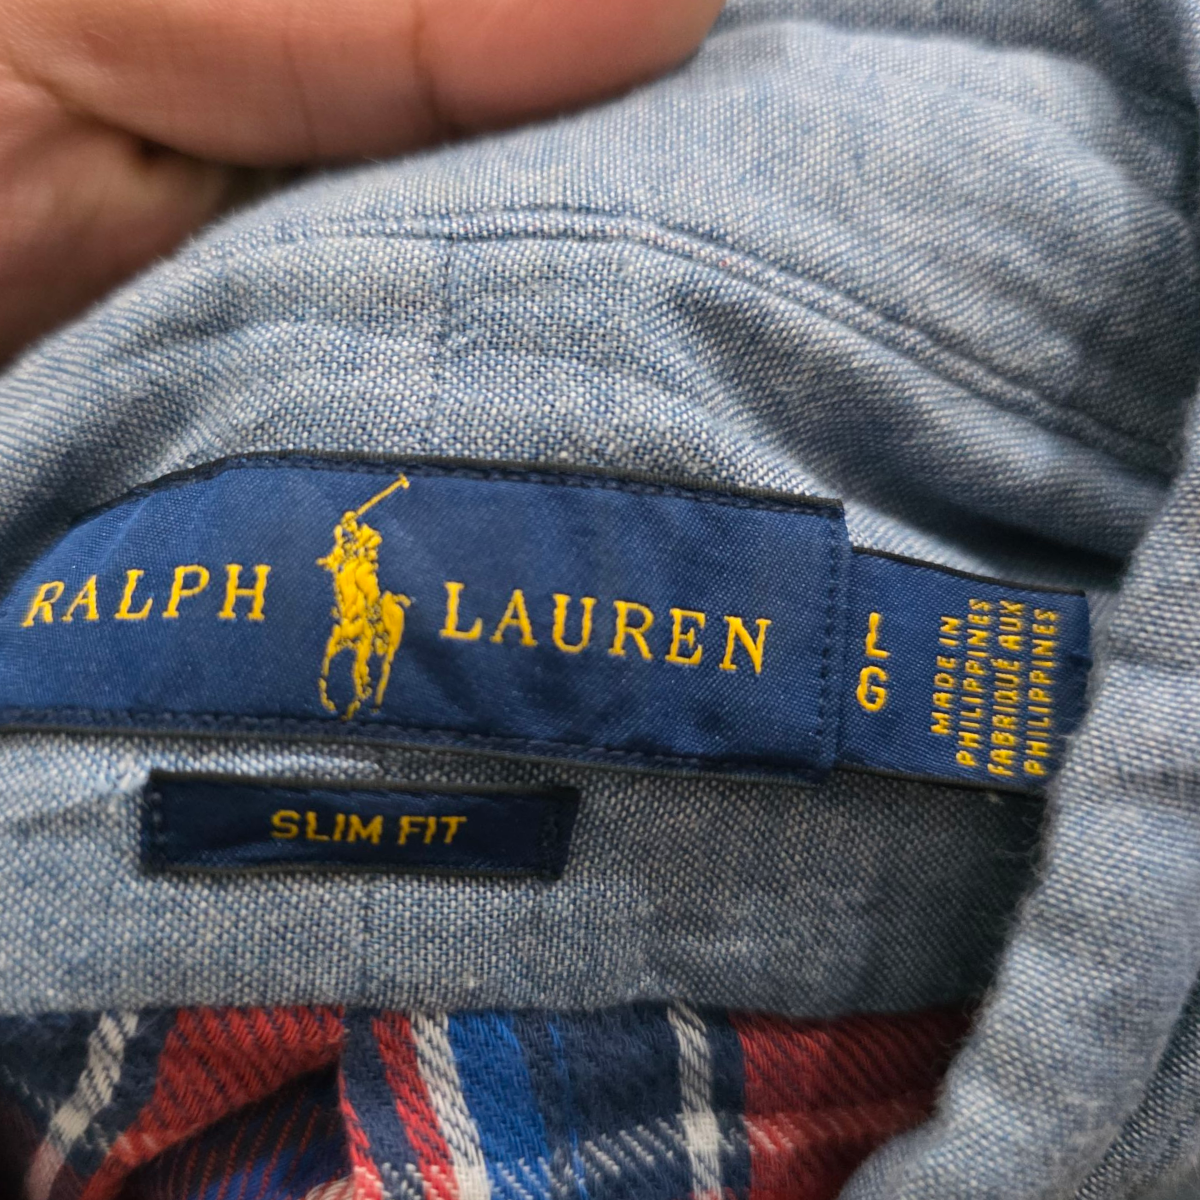 RALPH LAUREN
L
G
MADE IN
PHILIPPINES
FABRIQUÉ AUX
PHILIPPINES
SLIM FIT